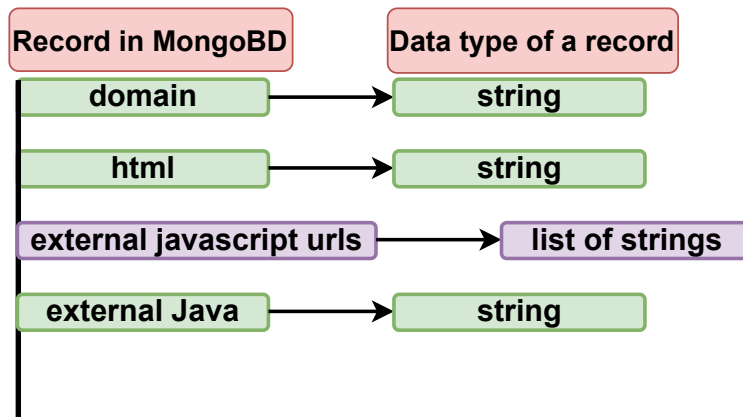 Record in MongoBD
Data type of a record
domain
string
html
string
external javascript urls
list of strings
external Java
string